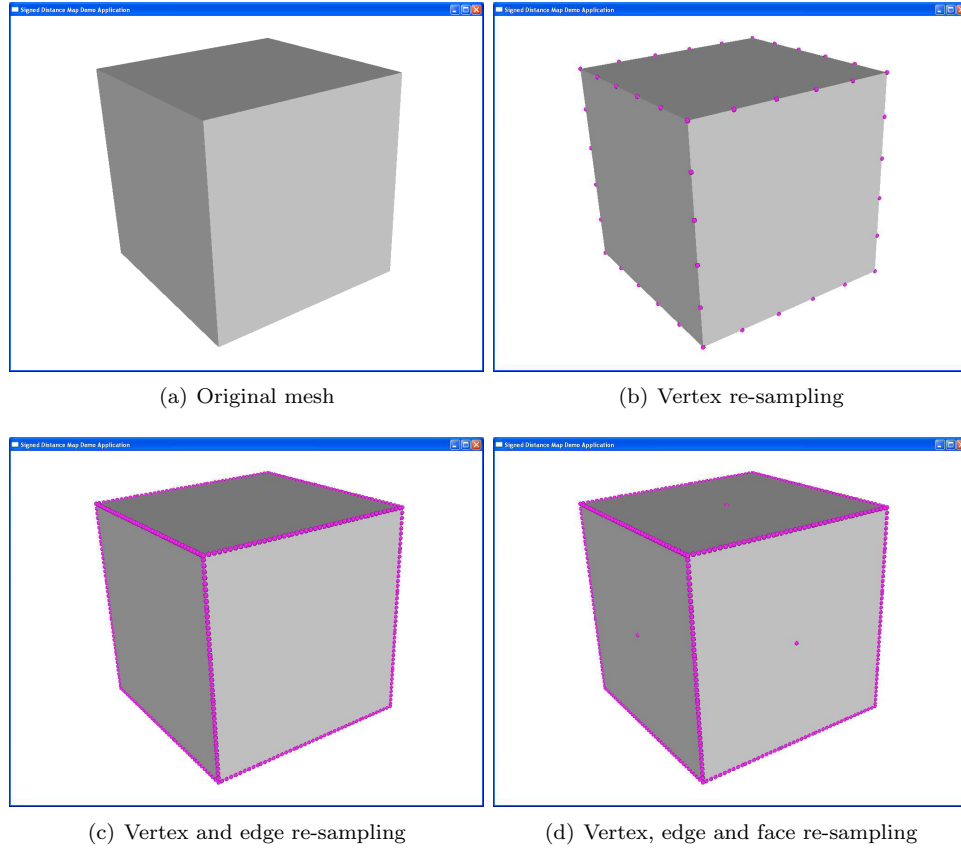 Signed Distance Map Demo Application
Signed Distance Map Demo Application
(a) Original mesh
(b) Vertex re-sampling
Signed Distance Map Demo Application
Signed Distance Map Demo Application
(c) Vertex and edge re-sampling
(d) Vertex, edge and face re-sampling